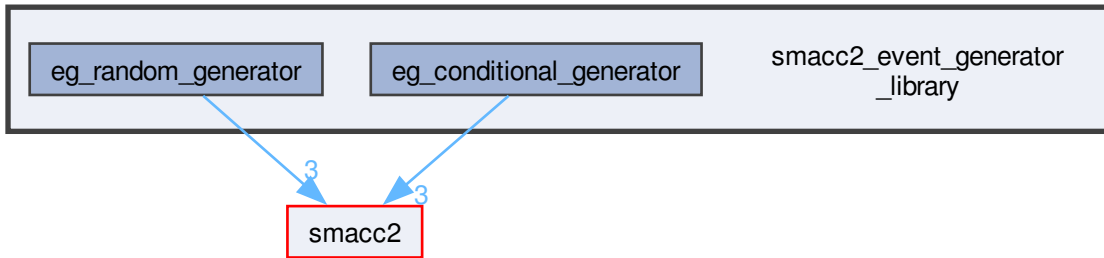 eg_random_generator
eg_conditional_generator
smacc2_event_generator
_library
3
3
smacc2